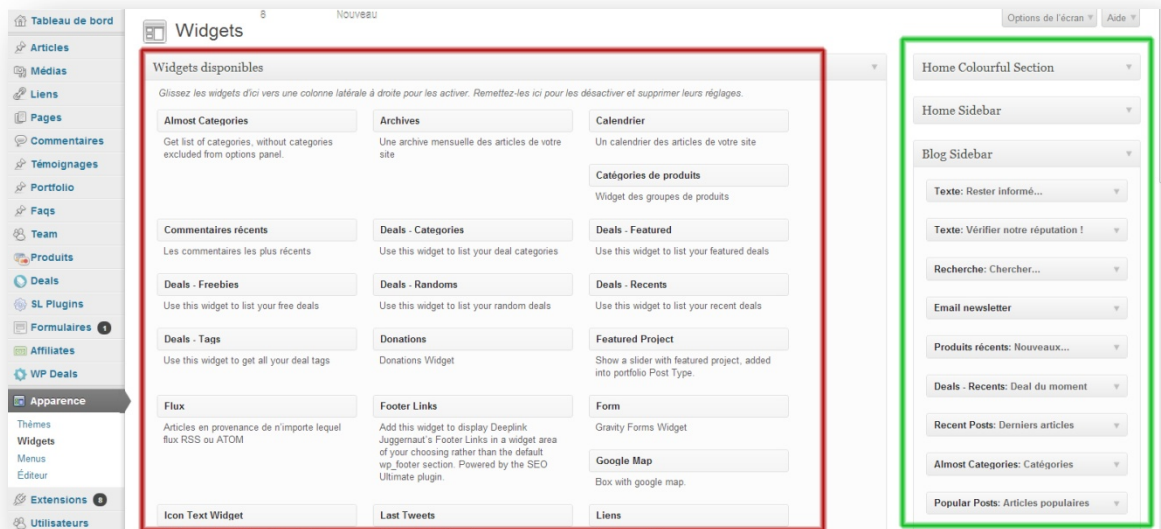 Tableau de bord
Articles
Médias
Liens
Pages
Commentaires
Témoignages
Portfolio
Faqs
Team
Produits
Deals
SL Plugins
Formulaires 1
Affiliates
WP Deals
Apparence
Thèmes
Widgets
Menus
Éditeur
Extensions 8
Utilisateurs
6 Nouveau
Options de l'écran Aide
Widgets
Widgets disponibles
Glissez les widgets d'ici vers une colonne latérale à droite pour les activer. Remettez-les ici pour les désactiver et supprimer leurs réglages.
Almost Categories
Get list of categories, without categories
excluded from options panel.
Archives
Une archive mensuelle des articles de votre
site
Calendrier
Un calendrier des articles de votre site
Catégories de produits
Widget des groupes de produits
Commentaires récents
Les commentaires les plus récents
Deals - Categories
Use this widget to list your deal categories
Deals - Featured
Use this widget to list your featured deals
Deals - Freebies
Use this widget to list your free deals
Deals - Randoms
Use this widget to list your random deals
Deals - Recents
Use this widget to list your recent deals
Deals - Tags
Use this widget to get all your deal tags
Donations
Donations Widget
Featured Project
Show a slider with featured project, added
into portfolio Post Type.
Flux
Articles en provenance de n'importe lequel
flux RSS ou ATOM
Footer Links
Add this widget to display Deeplink
Juggernaut's Footer Links in a widget area
of your choosing rather than the default
wp_footer section. Powered by the SEO
Ultimate plugin.
Form
Gravity Forms Widget
Google Map
Box with google map.
Icon Text Widget
Last Tweets
Liens
Home Colourful Section
Home Sidebar
Blog Sidebar
Texte: Rester informé...
Texte: Vérifier notre réputation !
Recherche: Chercher...
Email newsletter
Produits récents: Nouveaux...
Deals - Recents: Deal du moment
Recent Posts: Derniers articles
Almost Categories: Catégories
Popular Posts: Articles populaires